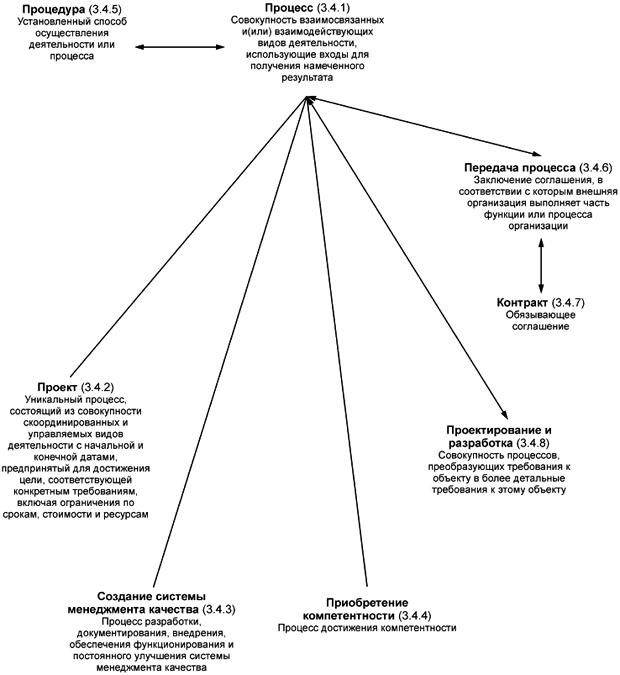 Процедура (3.4.5)
Установленный способ
осуществления
деятельности или
процесса
Процесс (3.4.1)
Совокупность взаимосвязанных
и(или) взаимодействующих
видов деятельности,
использующие входы для
получения намеченного
результата
Передача процесса (3.4.6)
Заключение соглашения, в
соответствии с которым внешняя
организация выполняет часть
функции или процесса
организации
Контракт (3.4.7)
Обязывающее
соглашение
Проект (3.4.2)
Уникальный процесс,
состоящий из совокупности
скоординированных и
управляемых видов
деятельности с начальной и
конечной датами,
предпринятый для достижения
цели, соответствующей
конкретным требованиям,
включая ограничения по
срокам, стоимости и ресурсам
Проектирование и
разработка (3.4.8)
Совокупность процессов,
преобразующих требования к
объекту в более детальные
требования к этому объекту
Создание системы
менеджмента качества (3.4.3)
Процесс разработки,
документирования, внедрения,
обеспечения функционирования и
постоянного улучшения системы
менеджмента качества
Приобретение
компетентности (3.4.4)
Процесс достижения компетентности